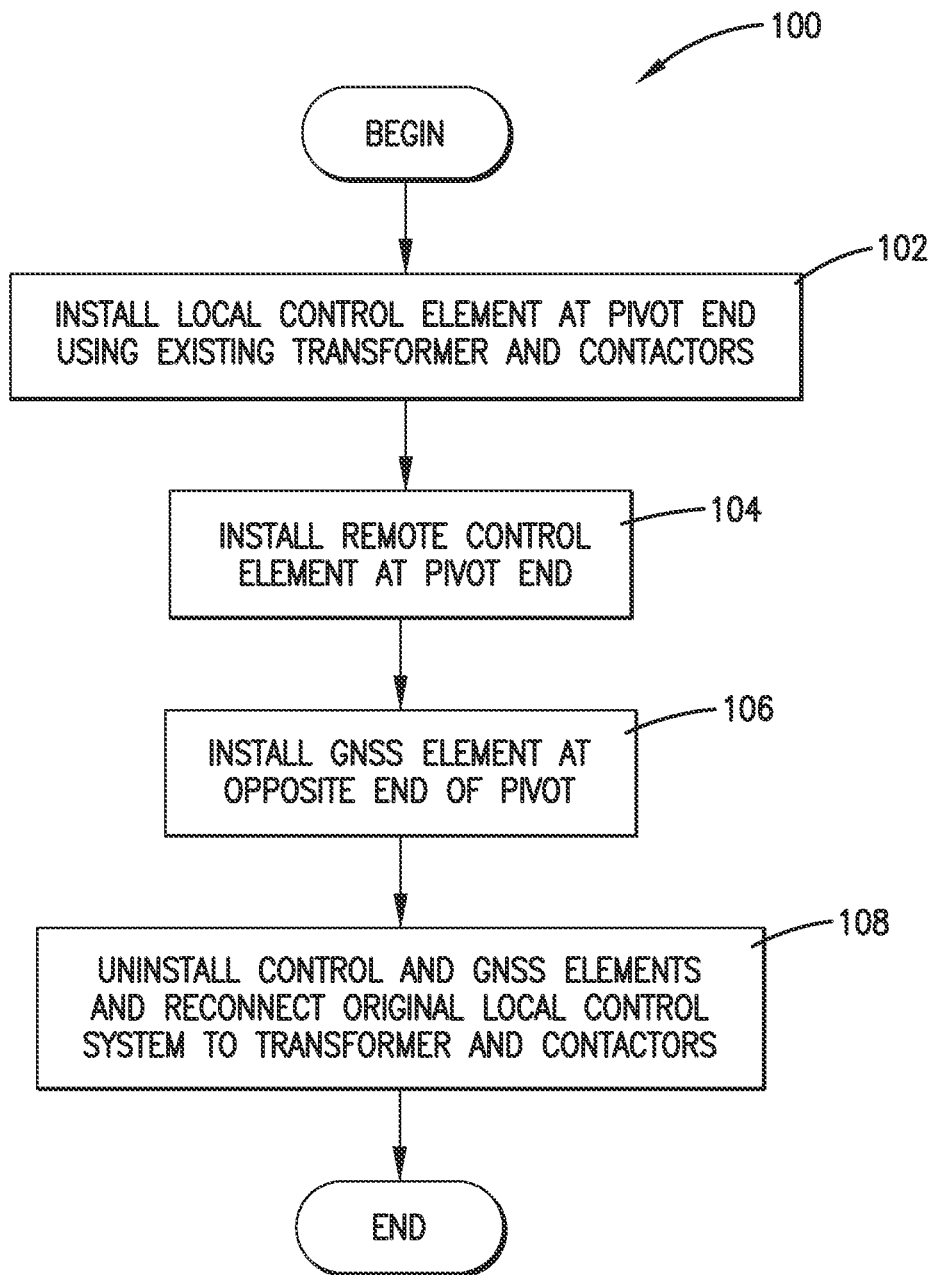 100
BEGIN
102
INSTALL LOCAL CONTROL ELEMENT AT PIVOT END
USING EXISTING TRANSFORMER AND CONTACTORS
104
INSTALL REMOTE CONTROL
ELEMENT AT PIVOT END
106
INSTALL GNSS ELEMENT AT
OPPOSITE END OF PIVOT
108
UNINSTALL CONTROL AND GNSS ELEMENTS
AND RECONNECT ORIGINAL LOCAL CONTROL
SYSTEM TO TRANSFORMER AND CONTACTORS
END